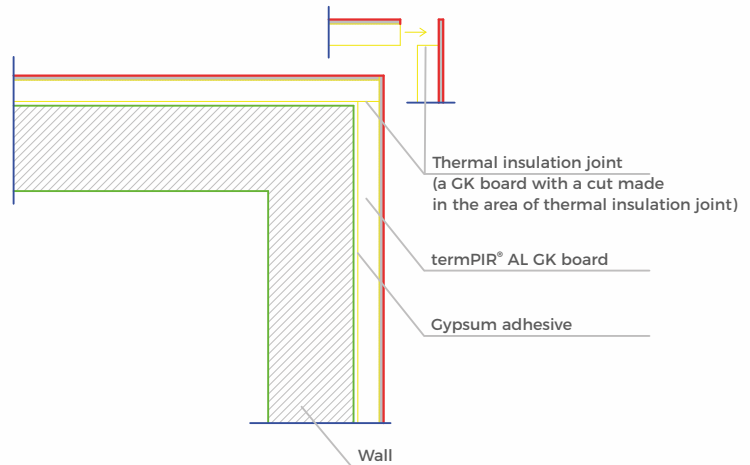 Thermal insulation joint
(a GK board with a cut made
in the area of thermal insulation joint)
termPIR® AL GK board
Gypsum adhesive
Wall